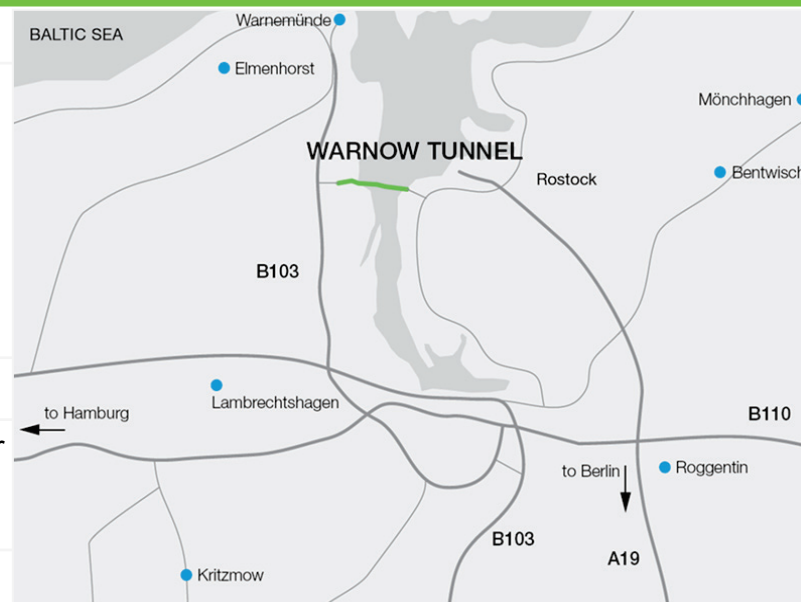 Warnemünde
BALTIC SEA
Elmenhorst
Mönchhagen
WARNOW TUNNEL
Bentwisch
Rostock
B103
Lambrechtshagen
to Hamburg
B110
to Berlin
Roggentin
B103
A19
Kritzmow